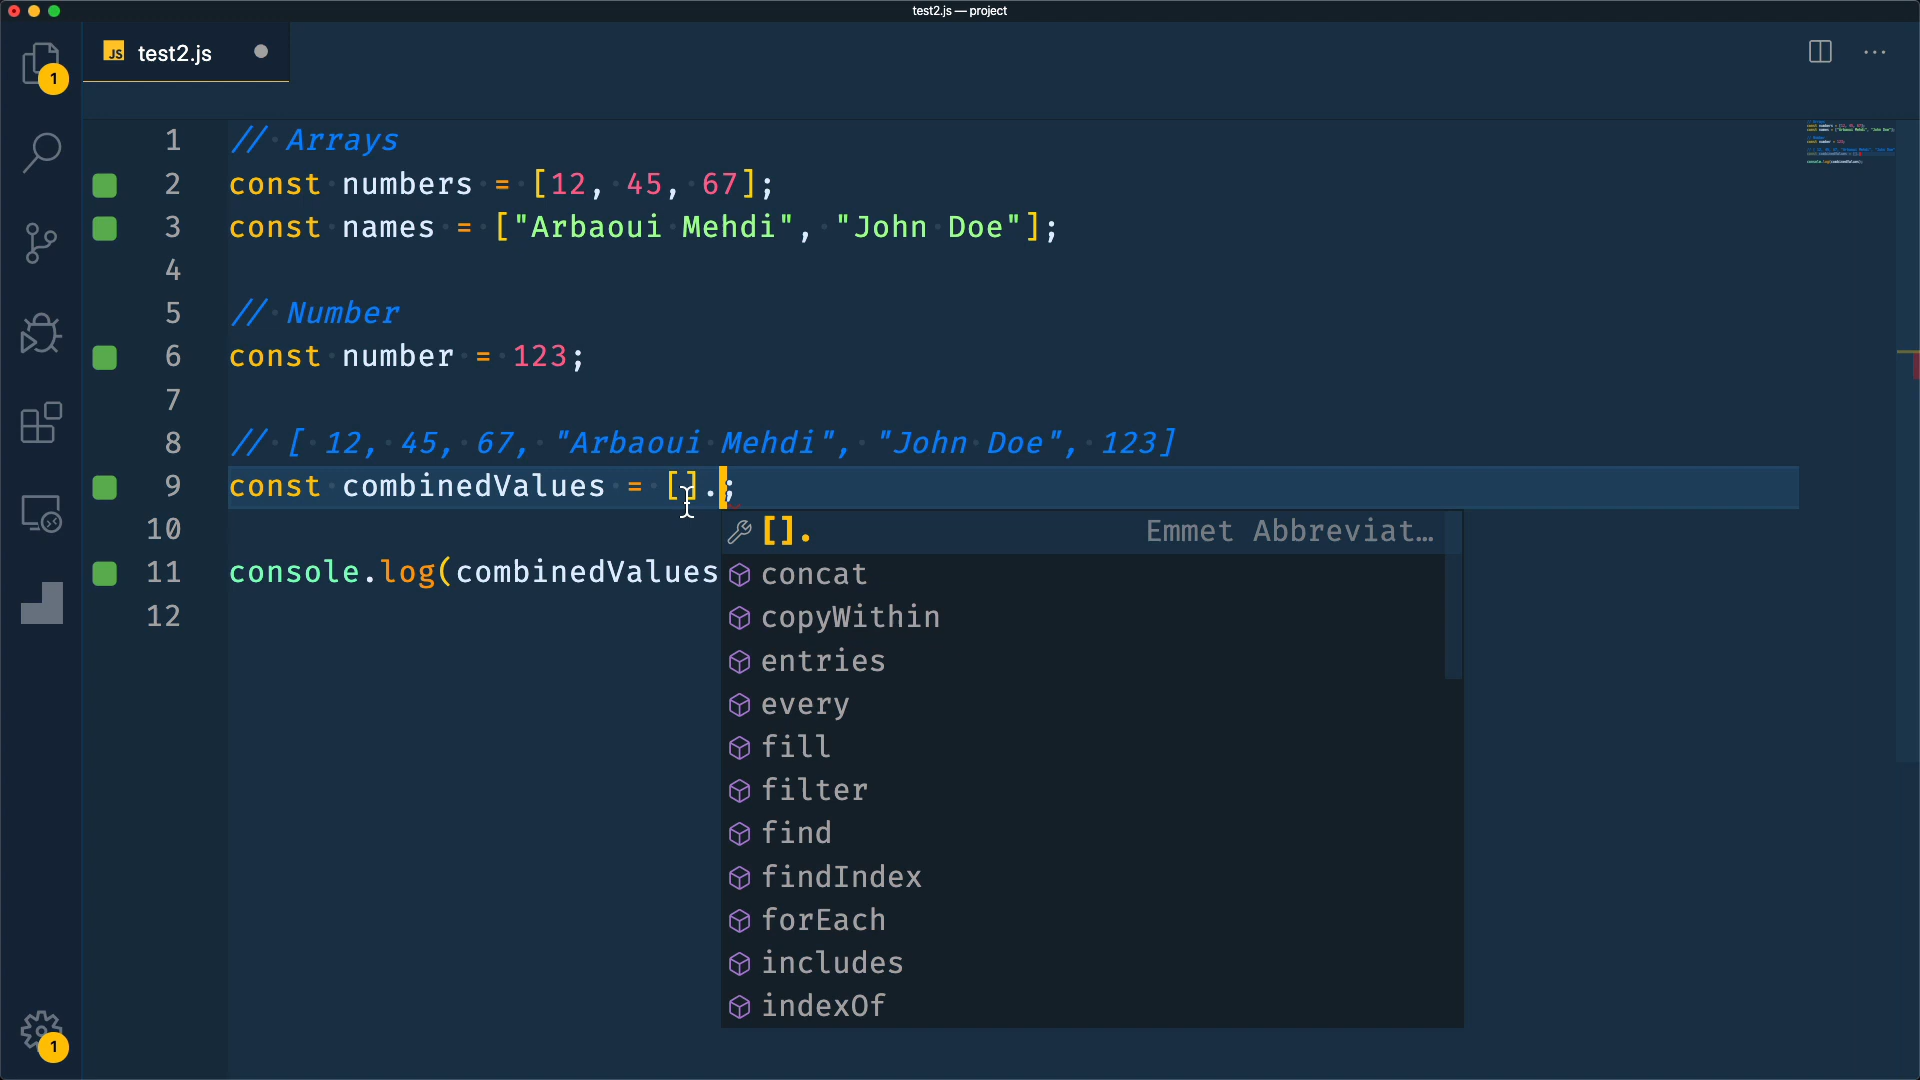 test2.js — project
1
JS test2.js
1 // Arrays
2 const numbers = [12, 45, 67];
3 const names = ["Arbaoui Mehdi", "John Doe"];
4
5 // Number
6 const number = 123;
7
8 // [ 12, 45, 67, "Arbaoui Mehdi", "John Doe", 123]
9 const combinedValues = [].;
10
[]. Emmet Abbreviat…
11 console.log(combinedValues
concat
12
copyWithin
entries
every
fill
filter
find
findIndex
forEach
includes
indexOf
1